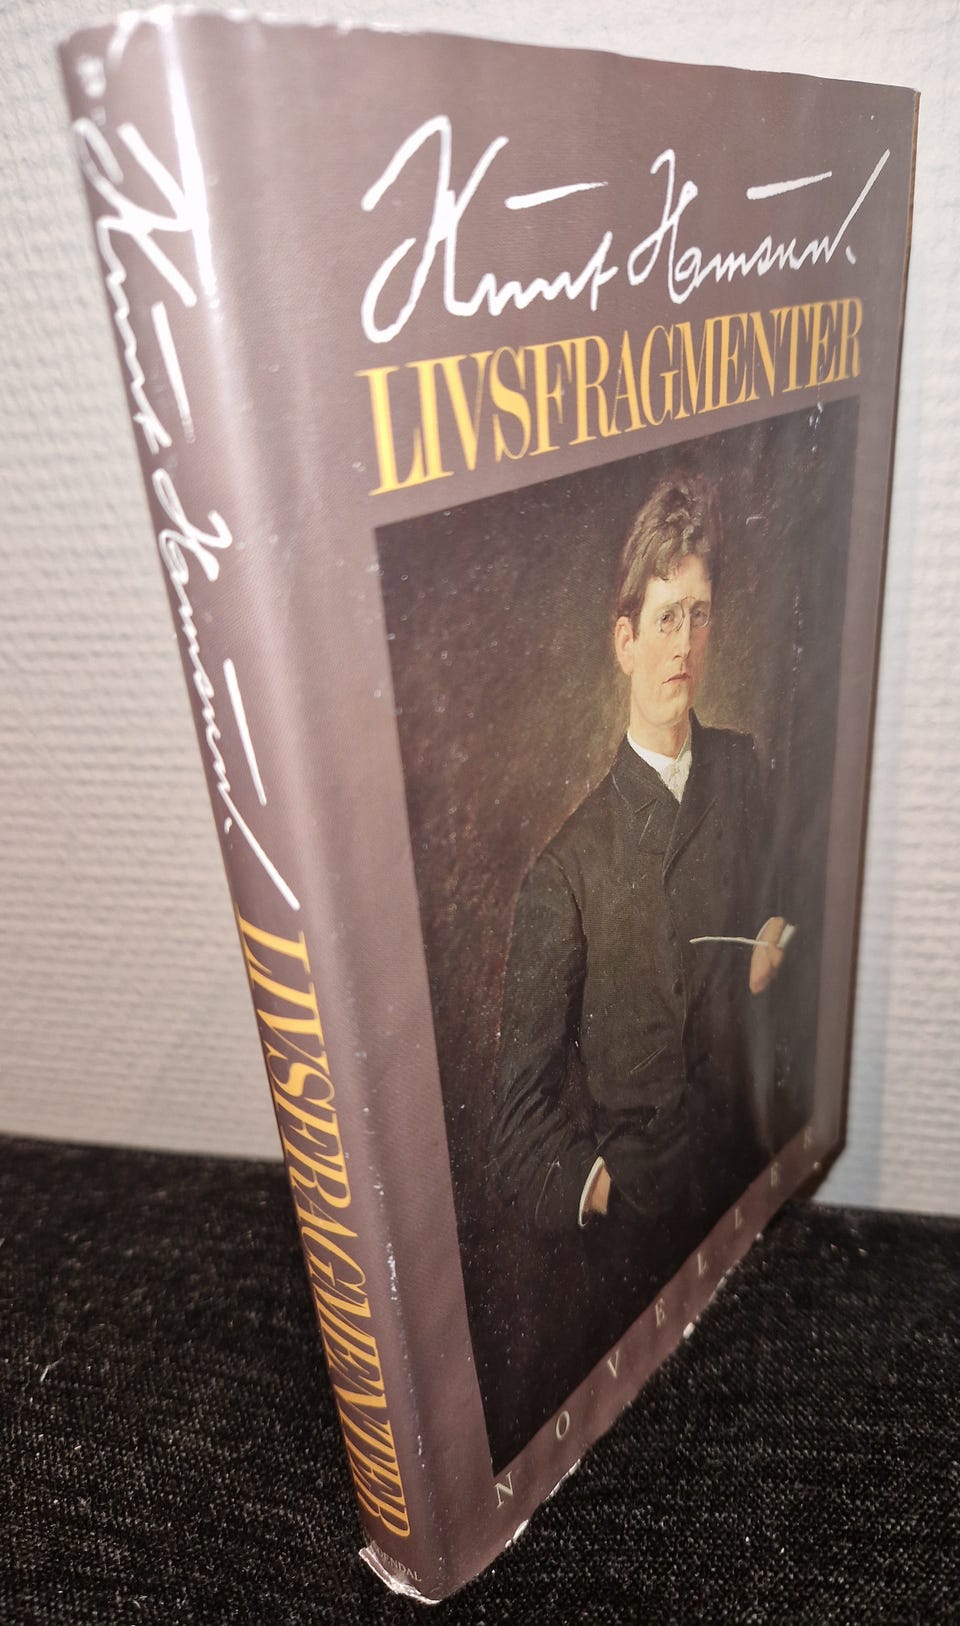 Knut Hamsun.
LIVSFRAGMENTER
NOVELLER
Knut Hamsun.
LIVSFRAGMENTER